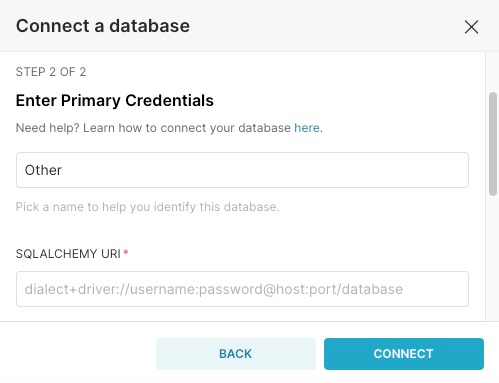 Connect a database
STEP 2 OF 2
Enter Primary Credentials
Need help? Learn how to connect your database here.
Other
Pick a name to help you identify this database.
SQLALCHEMY URI*
dialect+driver://username:password@host:port/database
BACK
CONNECT